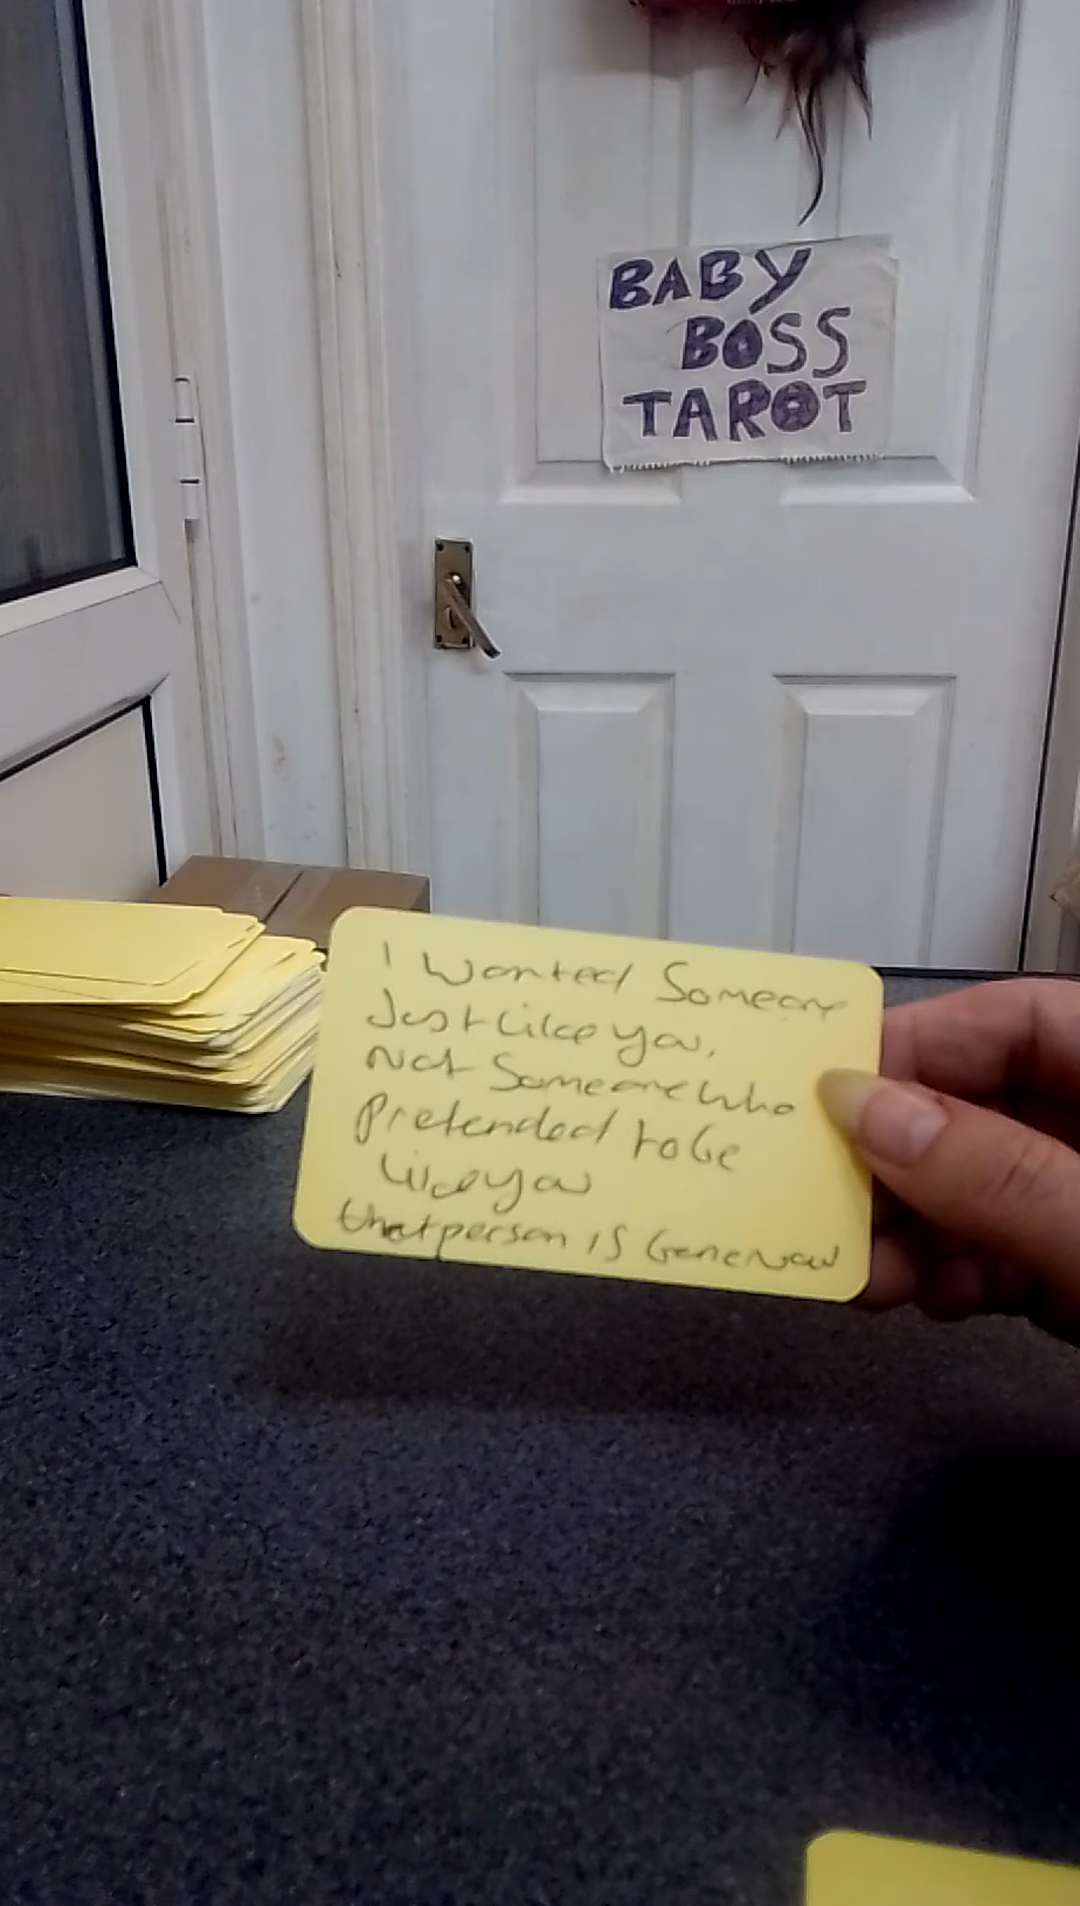 BABY
BOSS
TAROT
I Wanted Someone
Just Like you,
Not Someone Who
Pretended to be
Like you
that person is Gone Now